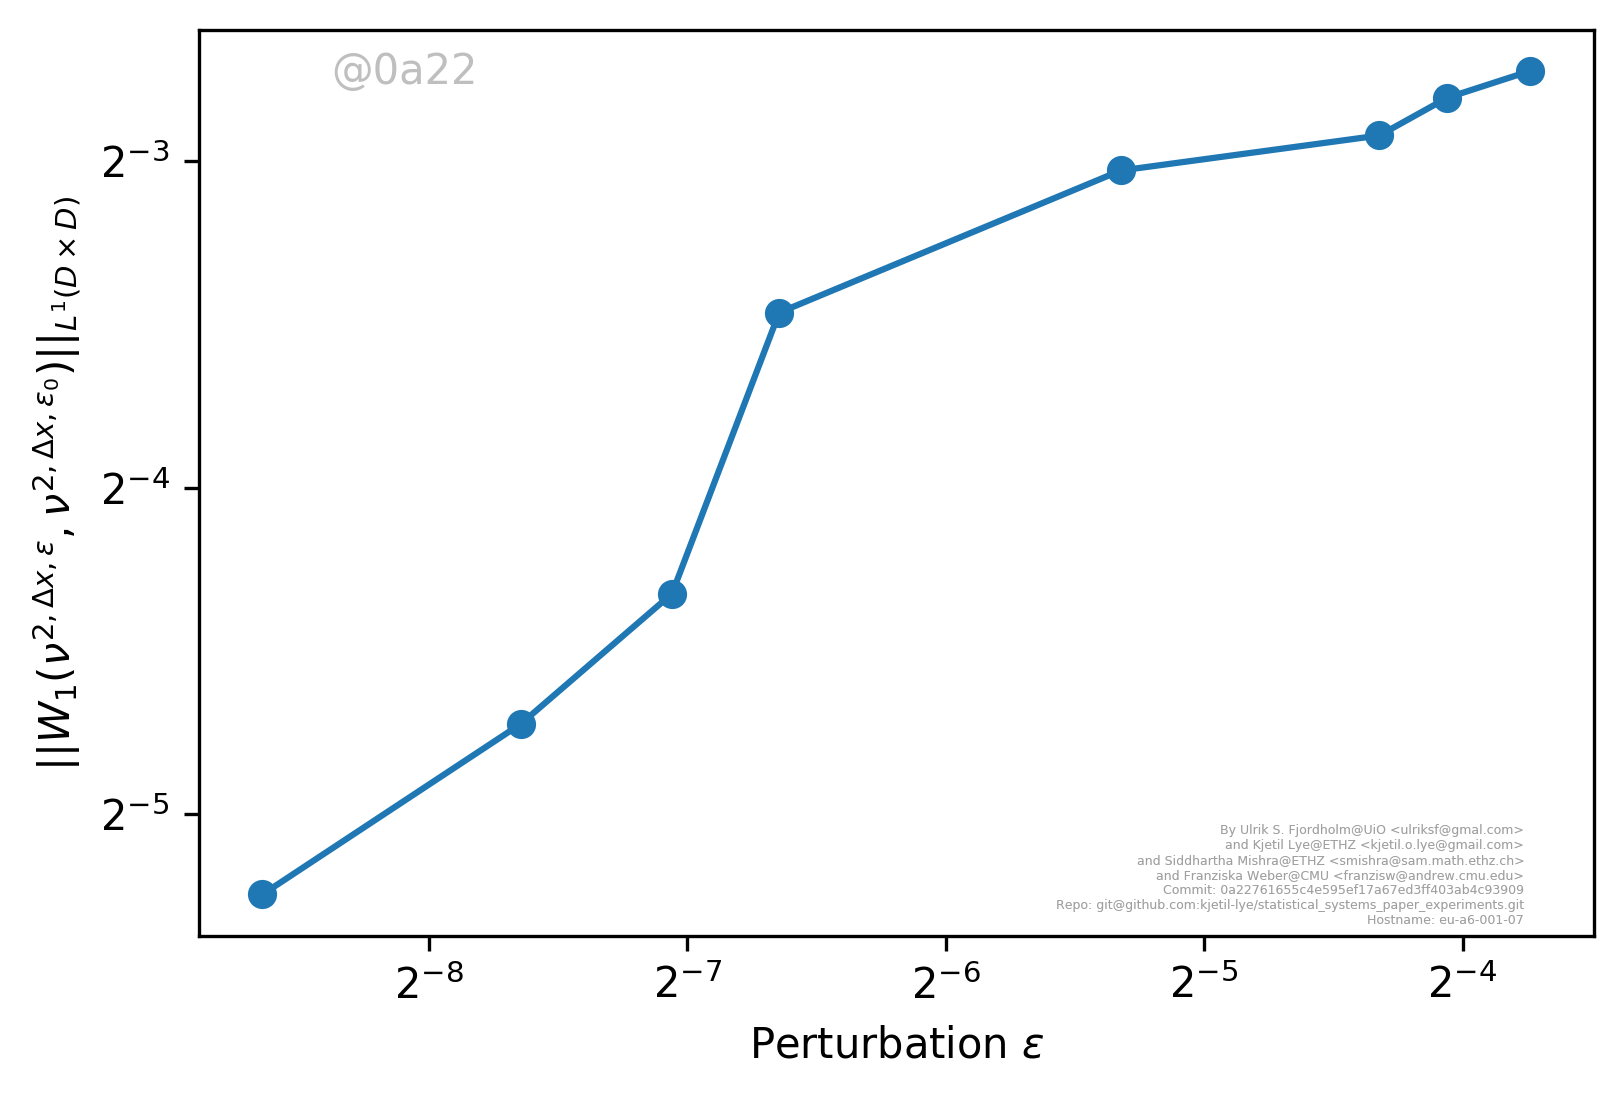 @0a22
2⁻³
2⁻⁴
2⁻⁵
||W₁(ν^{2,Δx,ε}, ν^{2,Δx,ε₀})||_{L¹(D×D)}
By Ulrik S. Fjordholm@UiO <ulriksf@gmal.com>
and Kjetil Lye@ETHZ <kjetil.o.lye@gmail.com>
and Siddhartha Mishra@ETHZ <smishra@sam.math.ethz.ch>
and Franziska Weber@CMU <franzisw@andrew.cmu.edu>
Commit: 0a22761655c4e595ef17a67ed3ff403ab4c93909
Repo: git@github.com:kjetil-lye/statistical_systems_paper_experiments.git
Hostname: eu-a6-001-07
2⁻⁸ 2⁻⁷ 2⁻⁶ 2⁻⁵ 2⁻⁴
Perturbation ε